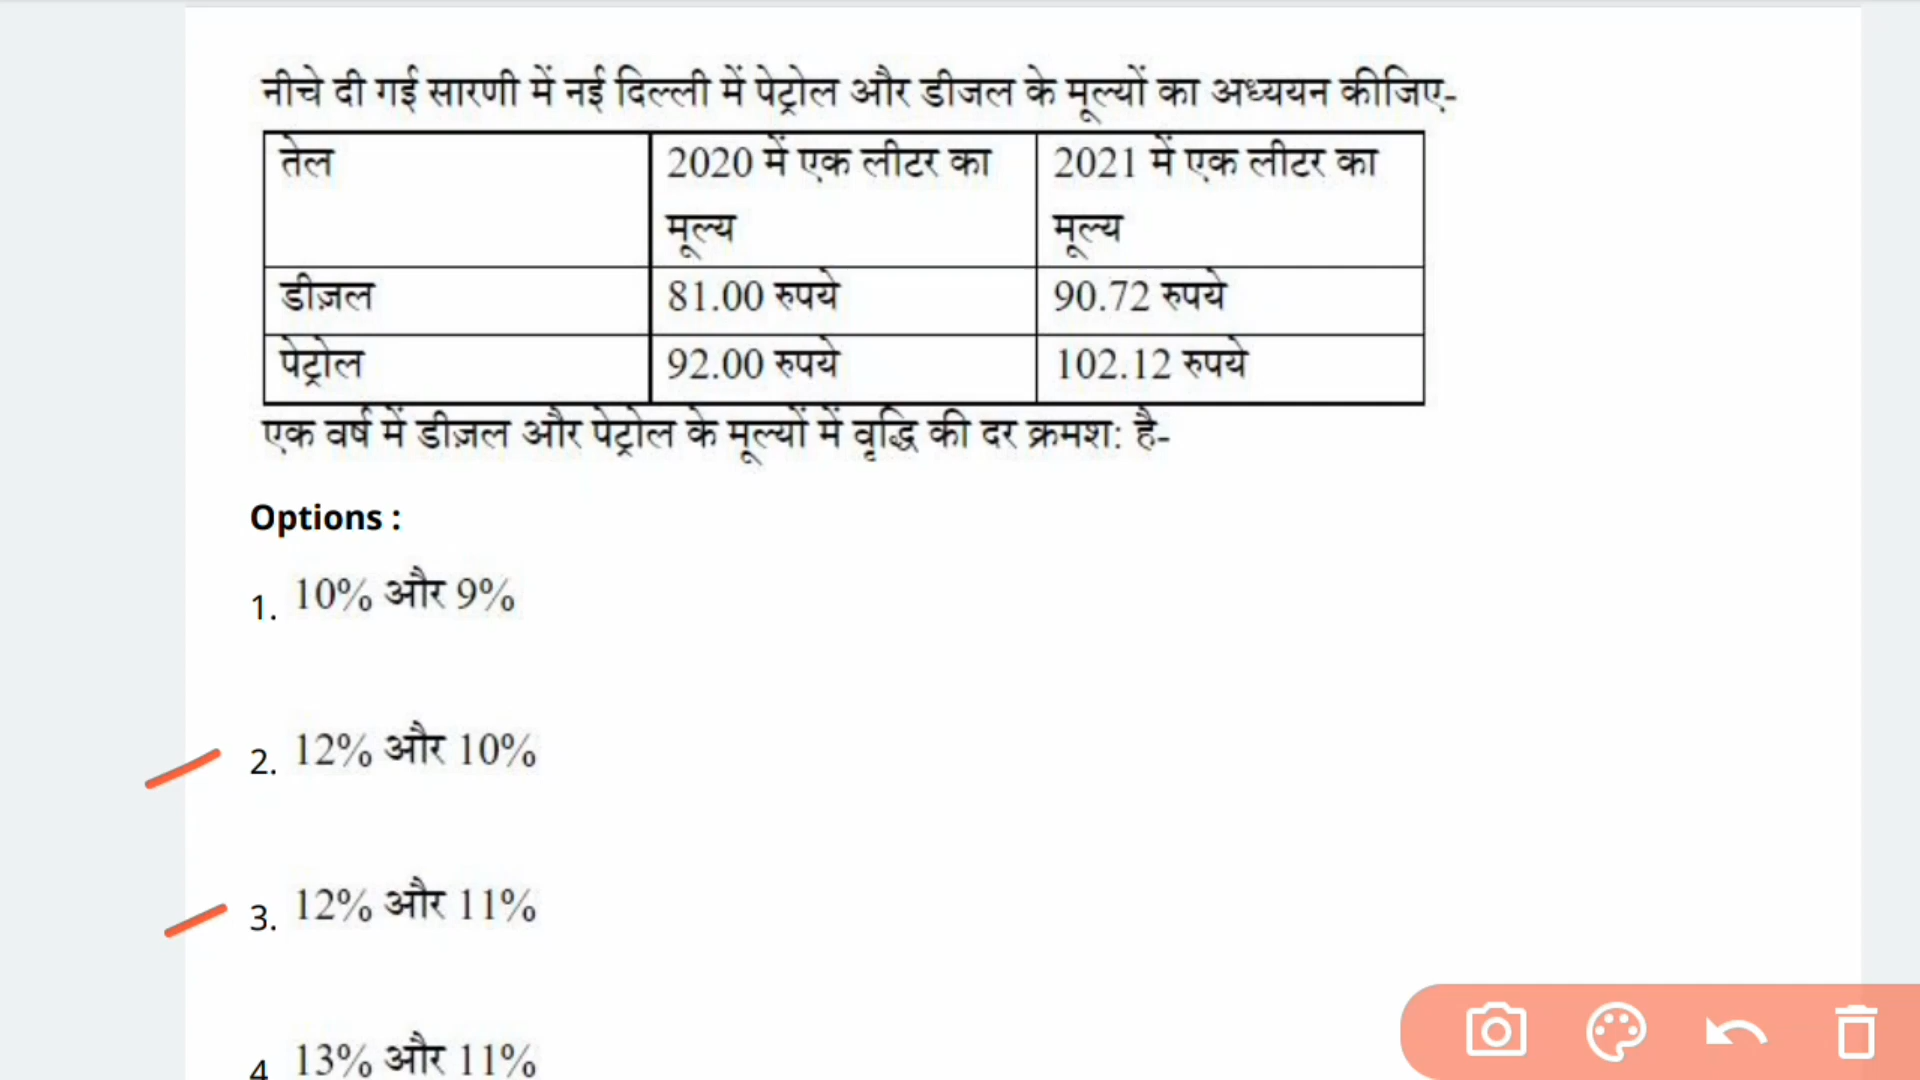 नीचे दी गई सारणी में नई दिल्ली में पेट्रोल और डीजल के मूल्यों का अध्ययन कीजिए-
तेल
2020 में एक लीटर का
मूल्य
2021 में एक लीटर का
मूल्य
डीज़ल
81.00 रुपये
90.72 रुपये
पेट्रोल
92.00 रुपये
102.12 रुपये
एक वर्ष में डीज़ल और पेट्रोल के मूल्यों में वृद्धि की दर क्रमश: है-
Options :
1. 10% और 9%
2. 12% और 10%
3. 12% और 11%
4 13% और 11%